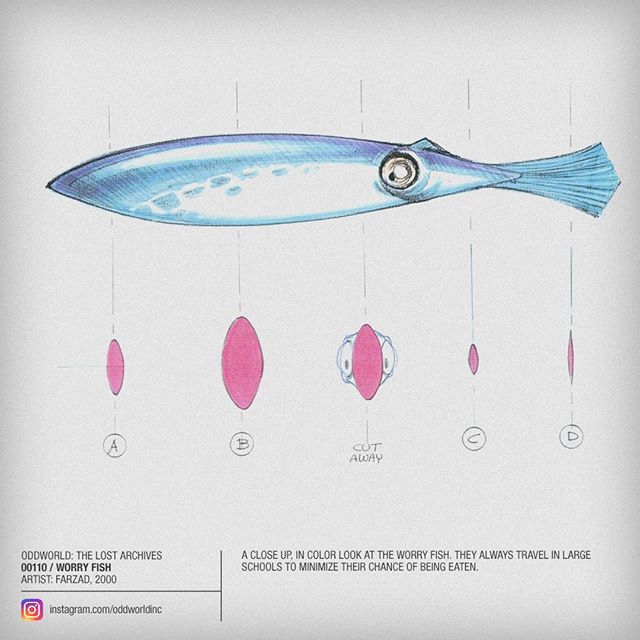 A
B
CUT
AWAY
C
D
ODDWORLD: THE LOST ARCHIVES
00110 / WORRY FISH
ARTIST: FARZAD, 2000
instagram.com/oddworldinc
A CLOSE UP, IN COLOR LOOK AT THE WORRY FISH. THEY ALWAYS TRAVEL IN LARGE
SCHOOLS TO MINIMIZE THEIR CHANCE OF BEING EATEN.